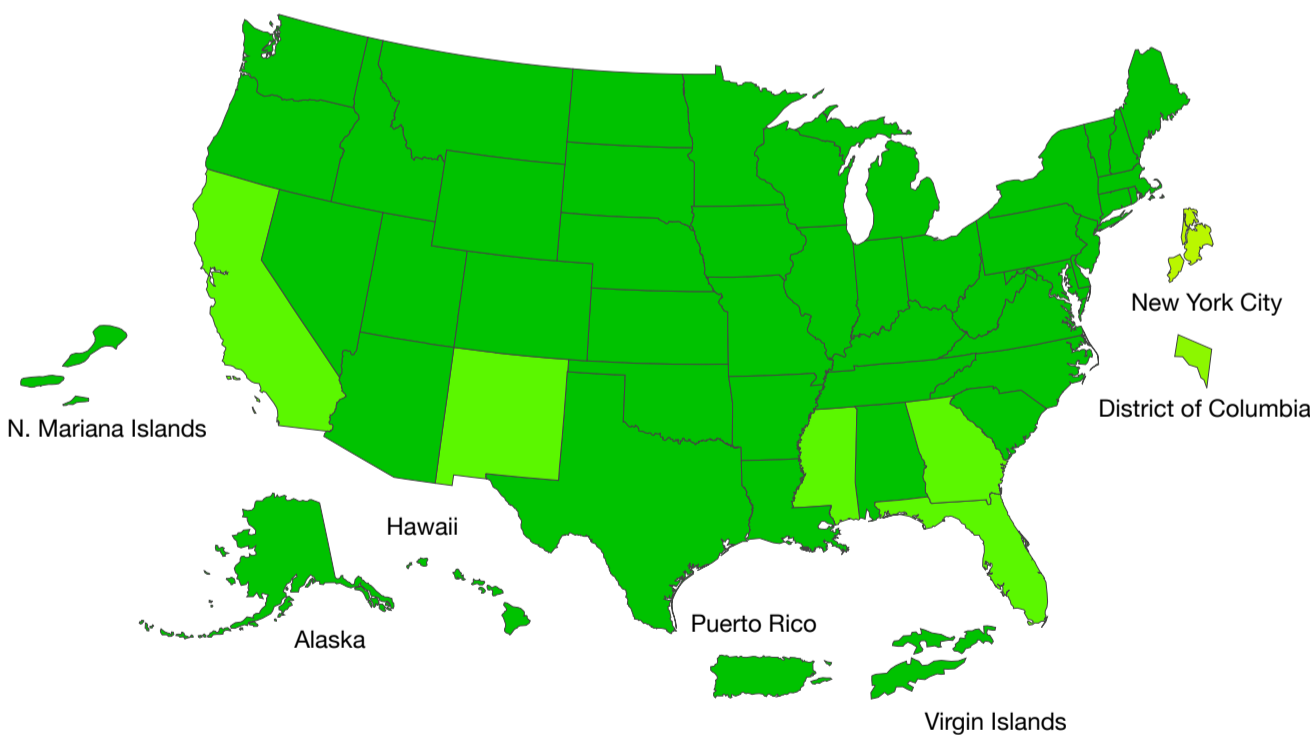 New York City
District of Columbia
N. Mariana Islands
Hawaii
Alaska
Puerto Rico
Virgin Islands